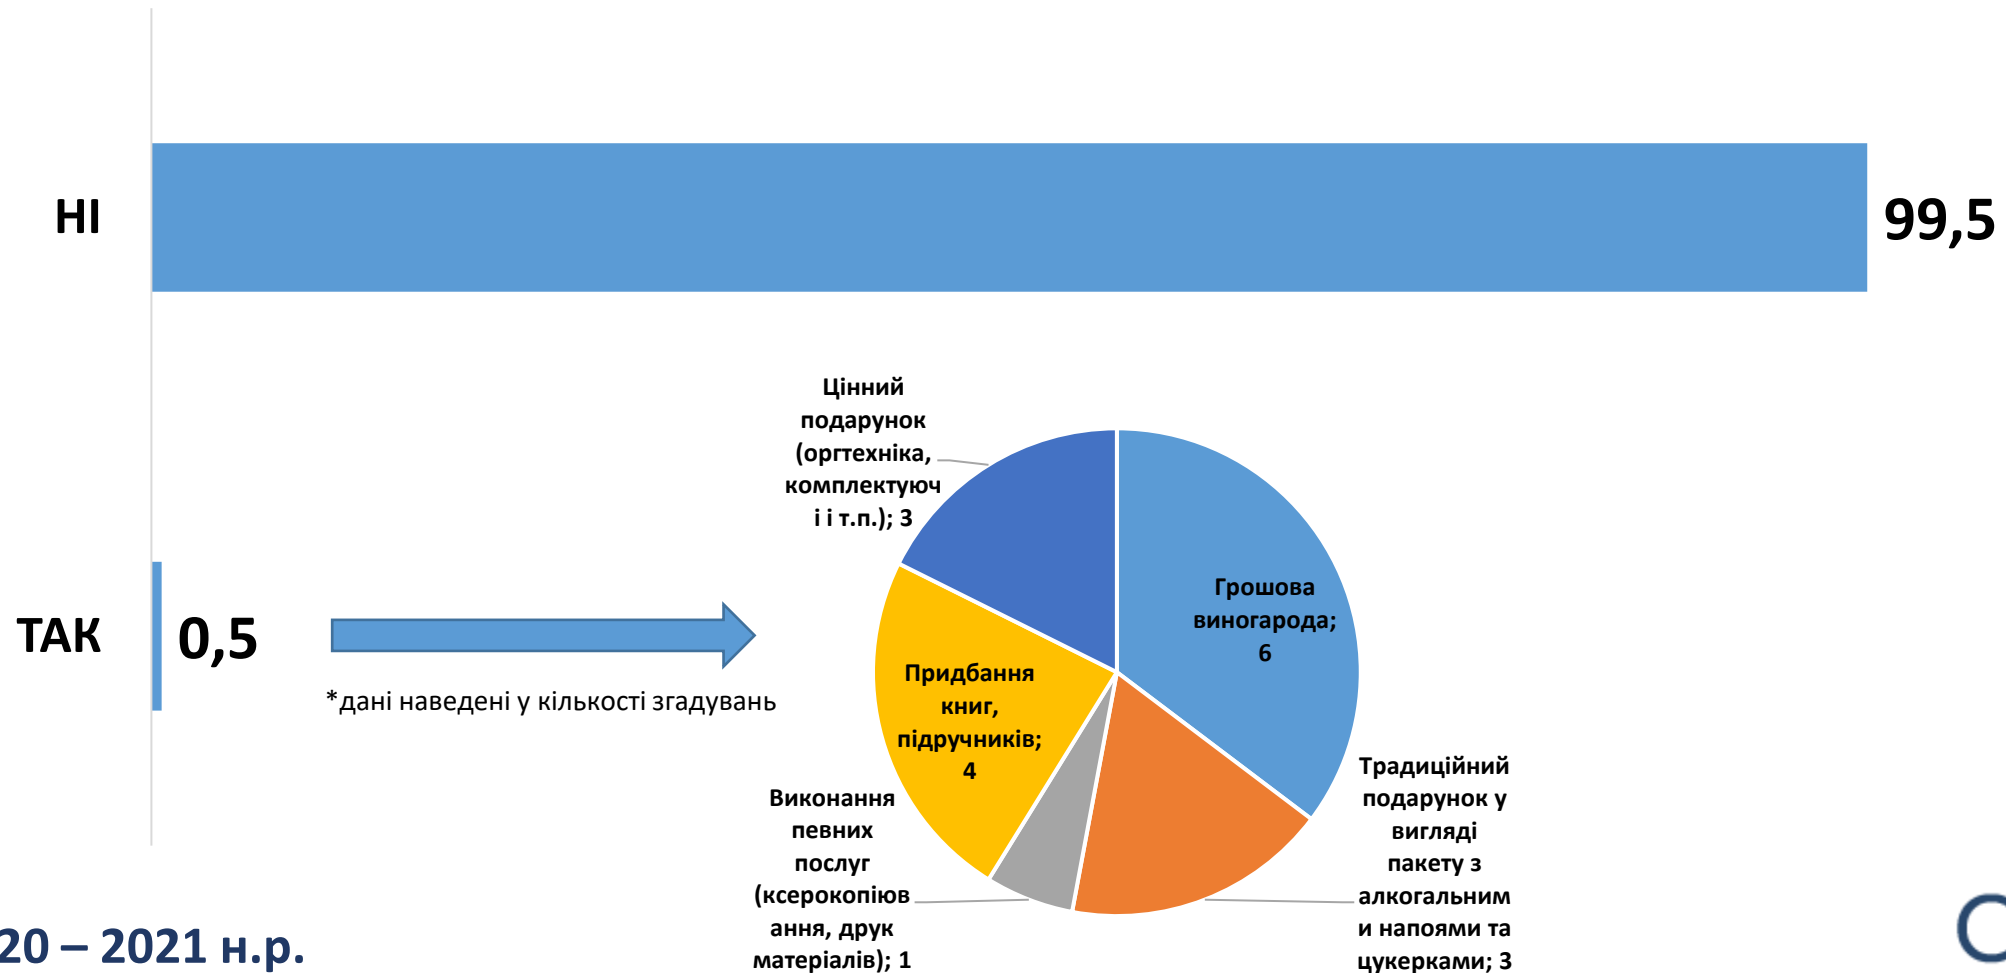 НІ
99,5
Цінний
подарунок
(оргтехніка,
комплектуюч
і і т.п.); 3
Грошова
виногарода;
6
ТАК
0,5
*дані наведені у кількості згадувань
Придбання
книг,
підручників;
4
Традиційний
подарунок у
вигляді
пакету з
алкогальним
и напоями та
цукерками; 3
Виконання
певних
послуг
(ксерокопіюв
ання, друк
матеріалів); 1
20 – 2021 н.р.